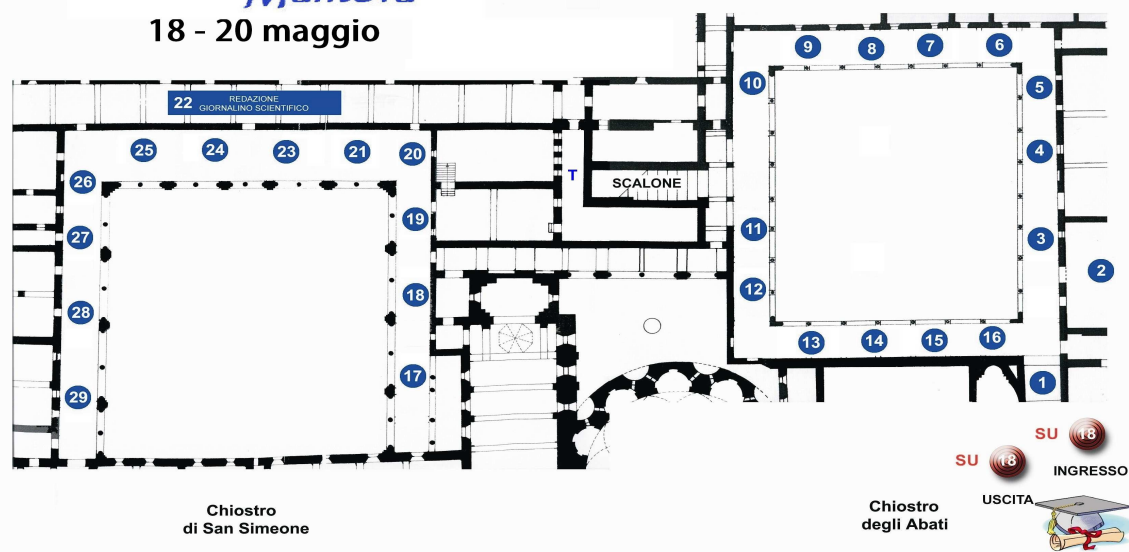 18 - 20 maggio
9
8
7
6
10
5
22 REDAZIONE
GIORNALINO SCIENTIFICO
25
24
23
21
20
4
T
SCALONE
26
19
27
11
3
2
18
12
28
13
14
15
16
17
1
29
SU 18
INGRESSO
SU 18
USCITA
Chiostro
di San Simeone
Chiostro
degli Abati